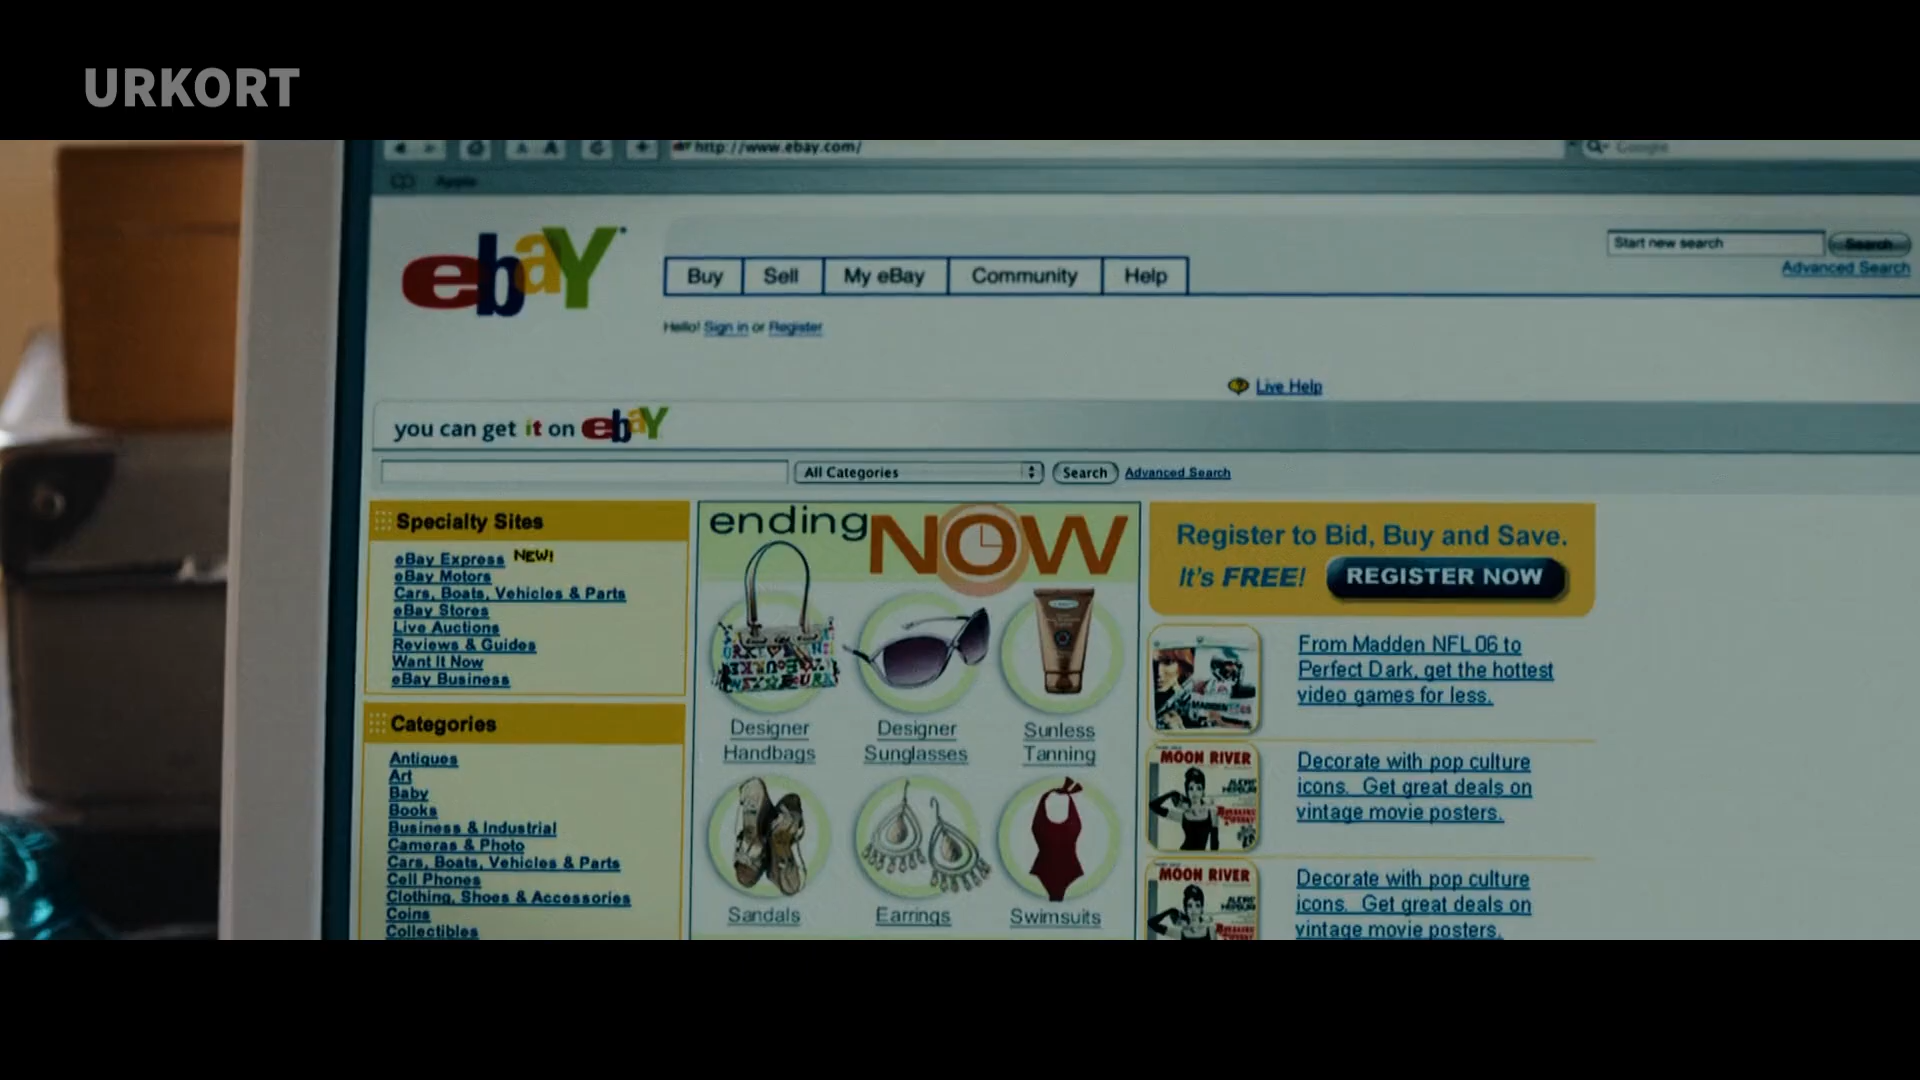 URKORT
http://www.ebay.com/
Google
Apple
ebaY
Buy
Sell
My eBay
Community
Help
Start new search
Search
Advanced Search
Hello! Sign in or Register
Live Help
you can get it on ebaY
All Categories
Search
Advanced Search
Specialty Sites
eBay Express NEW!
eBay Motors
Cars, Boats, Vehicles & Parts
eBay Stores
Live Auctions
Reviews & Guides
Want It Now
eBay Business
Categories
Antiques
Art
Baby
Books
Business & Industrial
Cameras & Photo
Cars, Boats, Vehicles & Parts
Cell Phones
Clothing, Shoes & Accessories
Coins
Collectibles
ending NOW
Designer
Handbags
Designer
Sunglasses
Sunless
Tanning
Sandals
Earrings
Swimsuits
Register to Bid, Buy and Save.
It's FREE!
REGISTER NOW
From Madden NFL 06 to
Perfect Dark, get the hottest
video games for less.
MOON RIVER
Decorate with pop culture
icons. Get great deals on
vintage movie posters.
MOON RIVER
Decorate with pop culture
icons. Get great deals on
vintage movie posters.